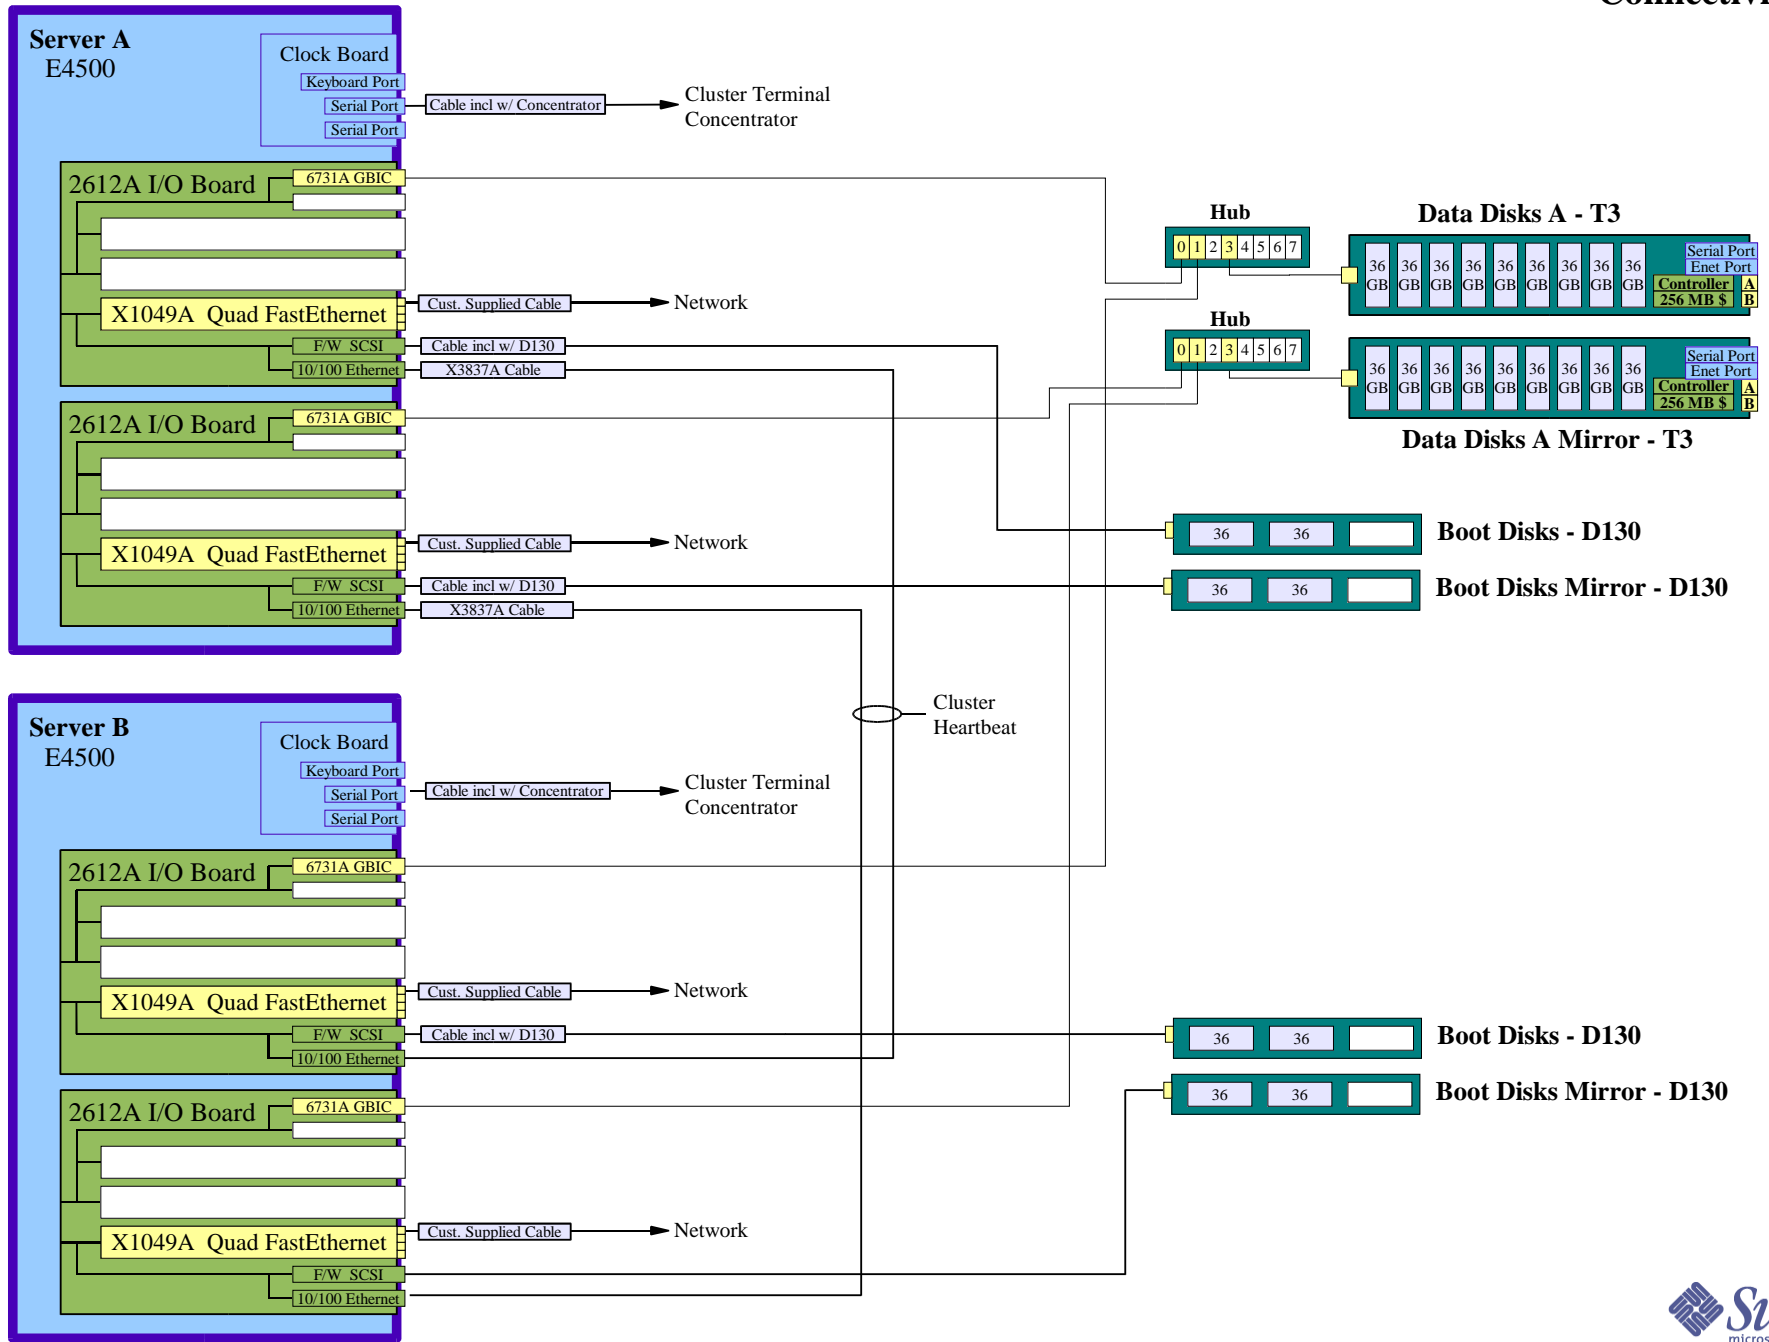 Server A
E4500
Clock Board
Keyboard Port
Serial Port
Serial Port
Cable incl w/ Concentrator
Cluster Terminal
Concentrator
2612A I/O Board
6731A GBIC
X1049A Quad FastEthernet
Cust. Supplied Cable
Network
F/W SCSI
Cable incl w/ D130
10/100 Ethernet
X3837A Cable
2612A I/O Board
6731A GBIC
X1049A Quad FastEthernet
Cust. Supplied Cable
Network
F/W SCSI
Cable incl w/ D130
10/100 Ethernet
X3837A Cable
Hub
0 1 2 3 4 5 6 7
Data Disks A - T3
36 36 36 36 36 36 36 36 36
GB GB GB GB GB GB GB GB GB
Serial Port
Enet Port
Controller A
256 MB $ B
Hub
0 1 2 3 4 5 6 7
36 36 36 36 36 36 36 36 36
GB GB GB GB GB GB GB GB GB
Serial Port
Enet Port
Controller A
256 MB $ B
Data Disks A Mirror - T3
36 36
Boot Disks - D130
36 36
Boot Disks Mirror - D130
Cluster
Heartbeat
Server B
E4500
Clock Board
Keyboard Port
Serial Port
Serial Port
Cable incl w/ Concentrator
Cluster Terminal
Concentrator
2612A I/O Board
6731A GBIC
X1049A Quad FastEthernet
Cust. Supplied Cable
Network
F/W SCSI
Cable incl w/ D130
10/100 Ethernet
2612A I/O Board
6731A GBIC
X1049A Quad FastEthernet
Cust. Supplied Cable
Network
F/W SCSI
10/100 Ethernet
36 36
Boot Disks - D130
36 36
Boot Disks Mirror - D130